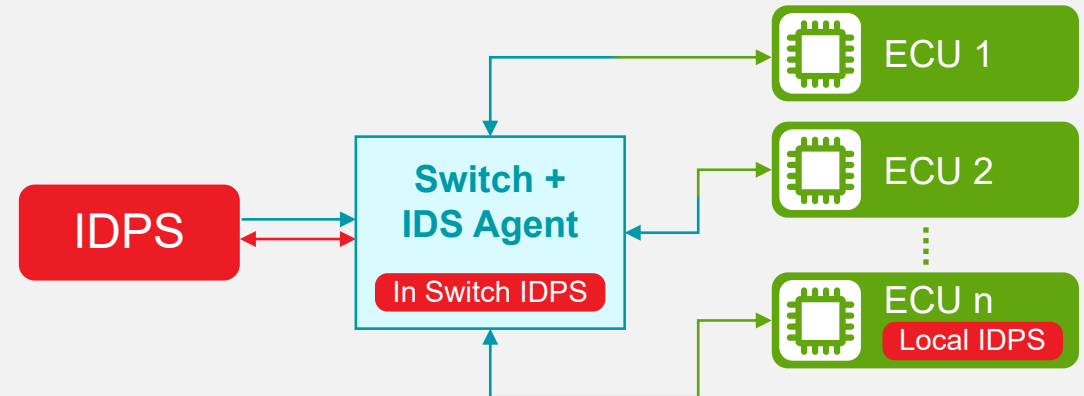 IDPS
Switch +
IDS Agent
In Switch IDPS
ECU 1
ECU 2
ECU n
Local IDPS